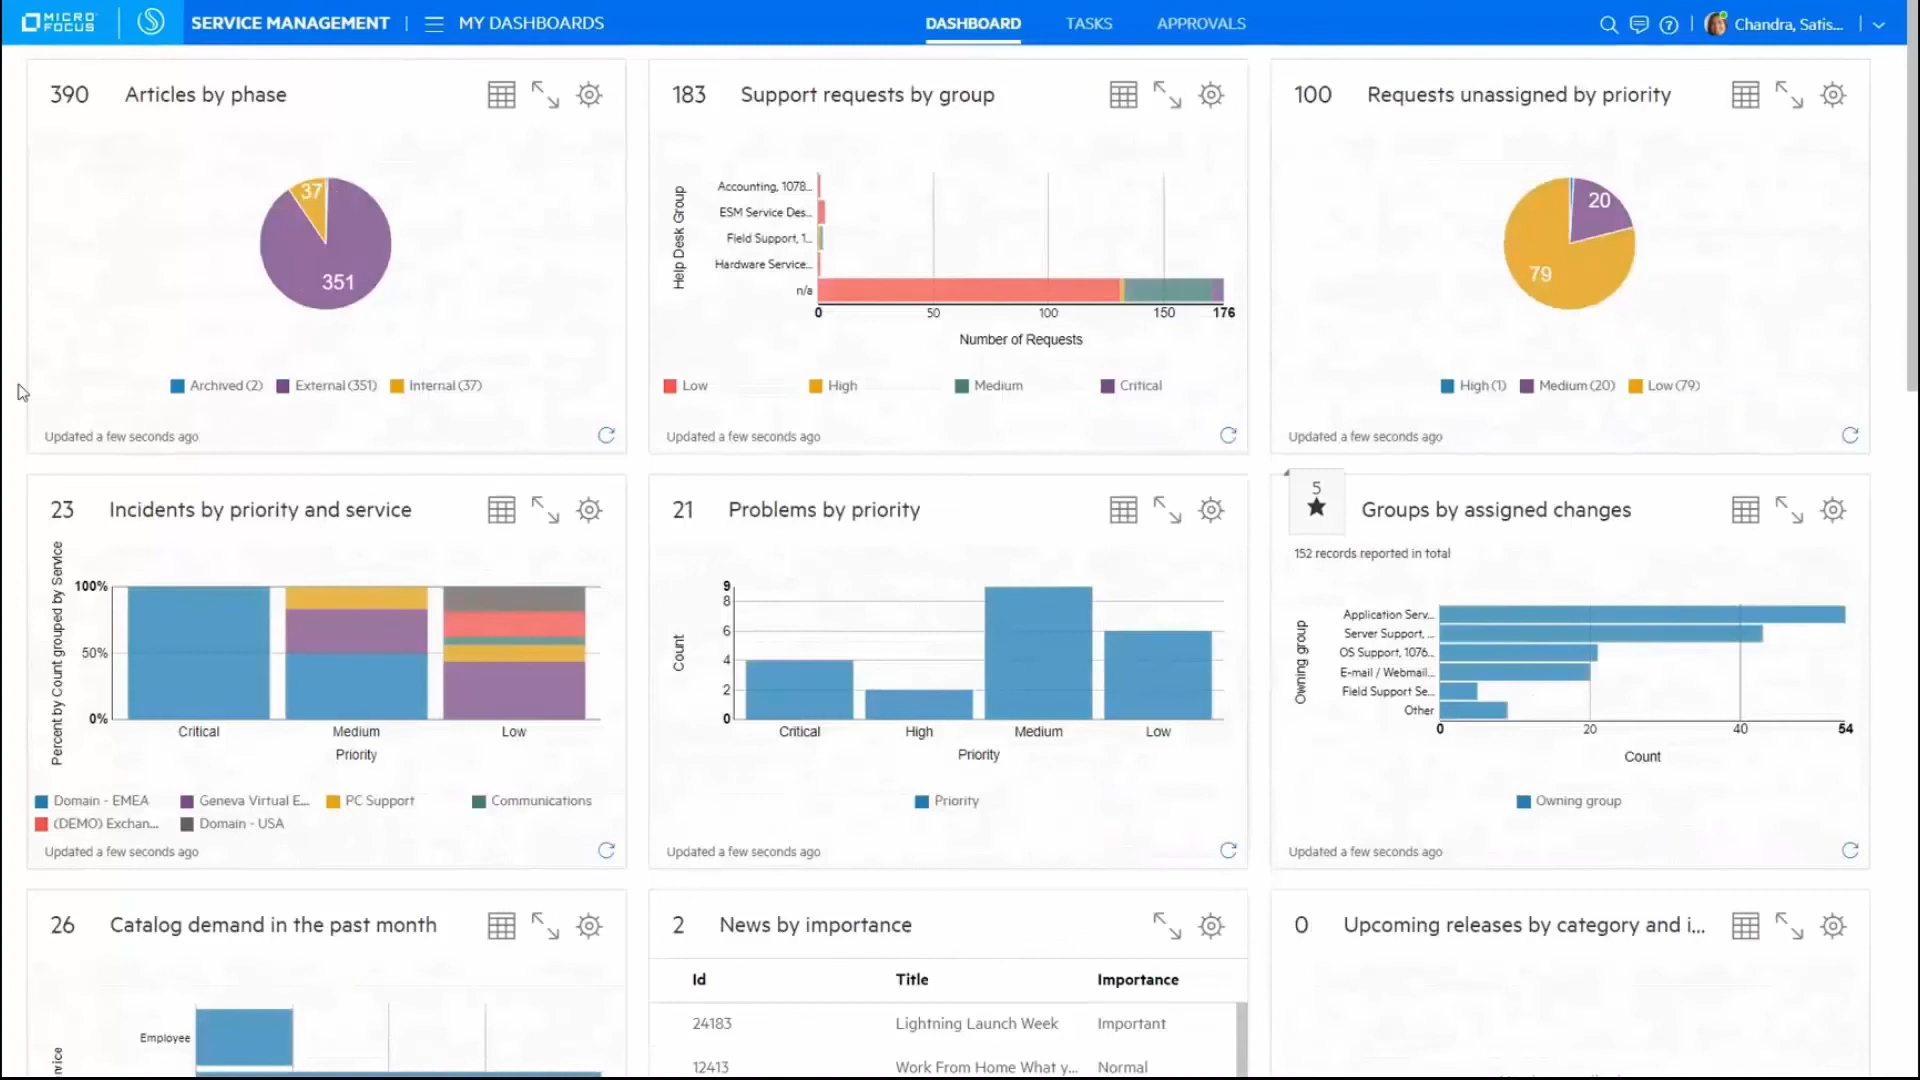 MICRO FOCUS
SERVICE MANAGEMENT | MY DASHBOARDS DASHBOARD TASKS APPROVALS ? Chandra, Satis...
390 Articles by phase
37
351
Archived (2) External (351) Internal (37)
Updated a few seconds ago
183 Support requests by group
Help Desk Group
Accounting, 1078...
ESM Service Des...
Field Support, 1...
Hardware Service...
n/a
0 50 100 150 176
Number of Requests
Low High Medium Critical
Updated a few seconds ago
100 Requests unassigned by priority
20
79
High (1) Medium (20) Low (79)
Updated a few seconds ago
23 Incidents by priority and service
Percent by Count grouped by Service
100%
50%
0%
Critical Medium Low
Priority
Domain - EMEA Geneva Virtual E... PC Support Communications
(DEMO) Exchan... Domain - USA
Updated a few seconds ago
21 Problems by priority
Count
9
8
6
4
2
0
Critical High Medium Low
Priority
Priority
Updated a few seconds ago
5 Groups by assigned changes
152 records reported in total
Owning group
Application Serv...
Server Support, ...
OS Support, 1076...
E-mail / Webmail...
Field Support Se...
Other
0 20 40 54
Count
Owning group
Updated a few seconds ago
26 Catalog demand in the past month
Employee
2 News by importance
Id Title Importance
24183 Lightning Launch Week Important
12413 Work From Home What y... Normal
0 Upcoming releases by category and i...